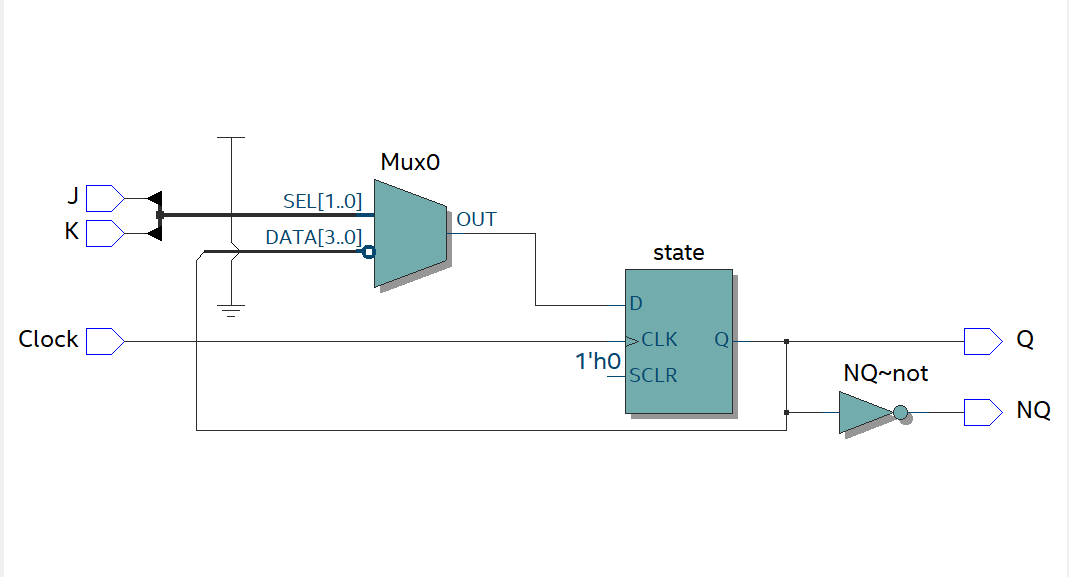 Mux0
J
SEL[1..0]
OUT
K
DATA[3..0]
state
D
Clock
CLK
Q
Q
1'h0
SCLR
NQ~not
NQ